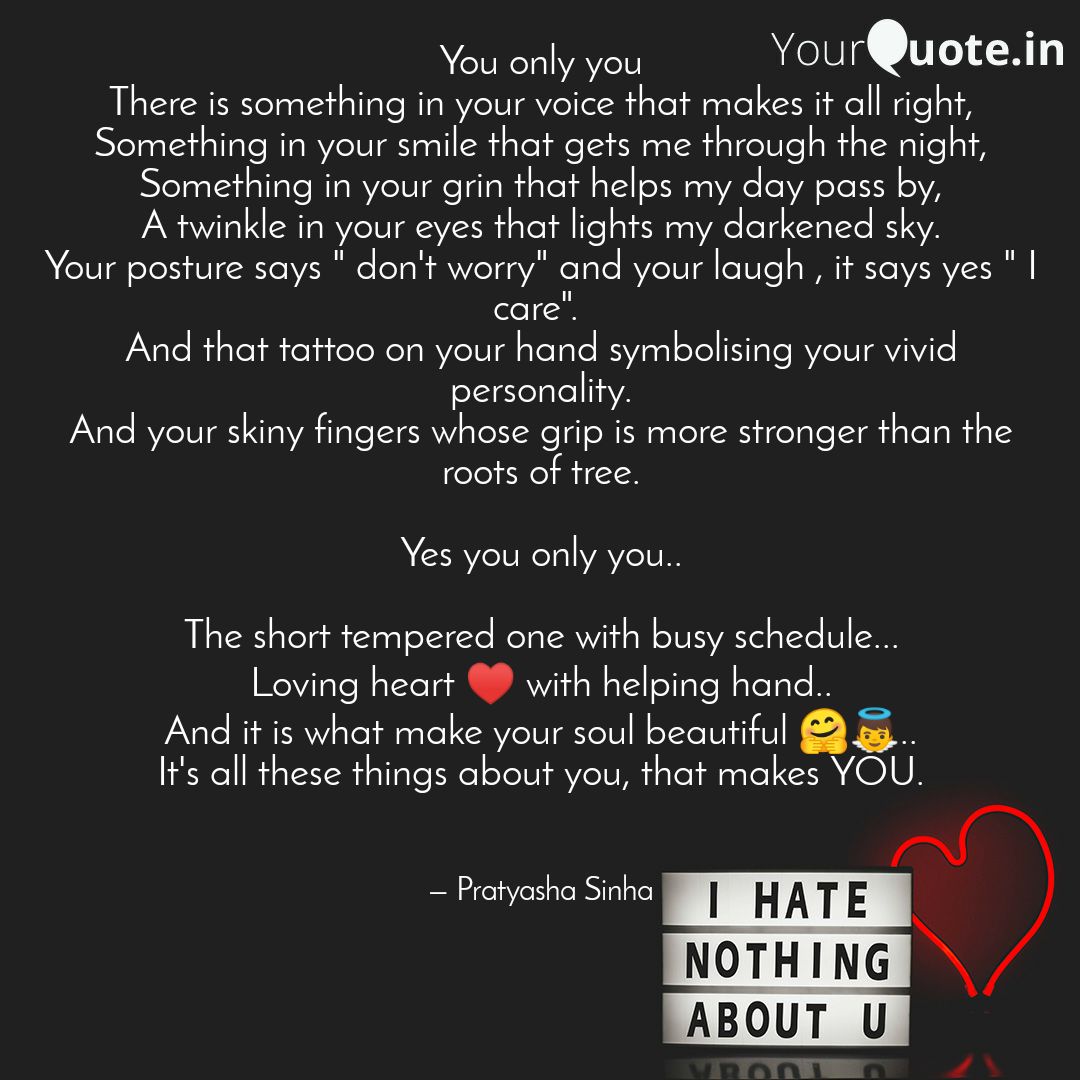 YourQuote.in
You only you
There is something in your voice that makes it all right,
Something in your smile that gets me through the night,
Something in your grin that helps my day pass by,
A twinkle in your eyes that lights my darkened sky.
Your posture says " don't worry" and your laugh , it says yes " I
care".
And that tattoo on your hand symbolising your vivid
personality.
And your skiny fingers whose grip is more stronger than the
roots of tree.
Yes you only you..
The short tempered one with busy schedule...
Loving heart ♥️ with helping hand..
And it is what make your soul beautiful 🤗👼..
It's all these things about you, that makes YOU.
– Pratyasha Sinha
I HATE
NOTHING
ABOUT U